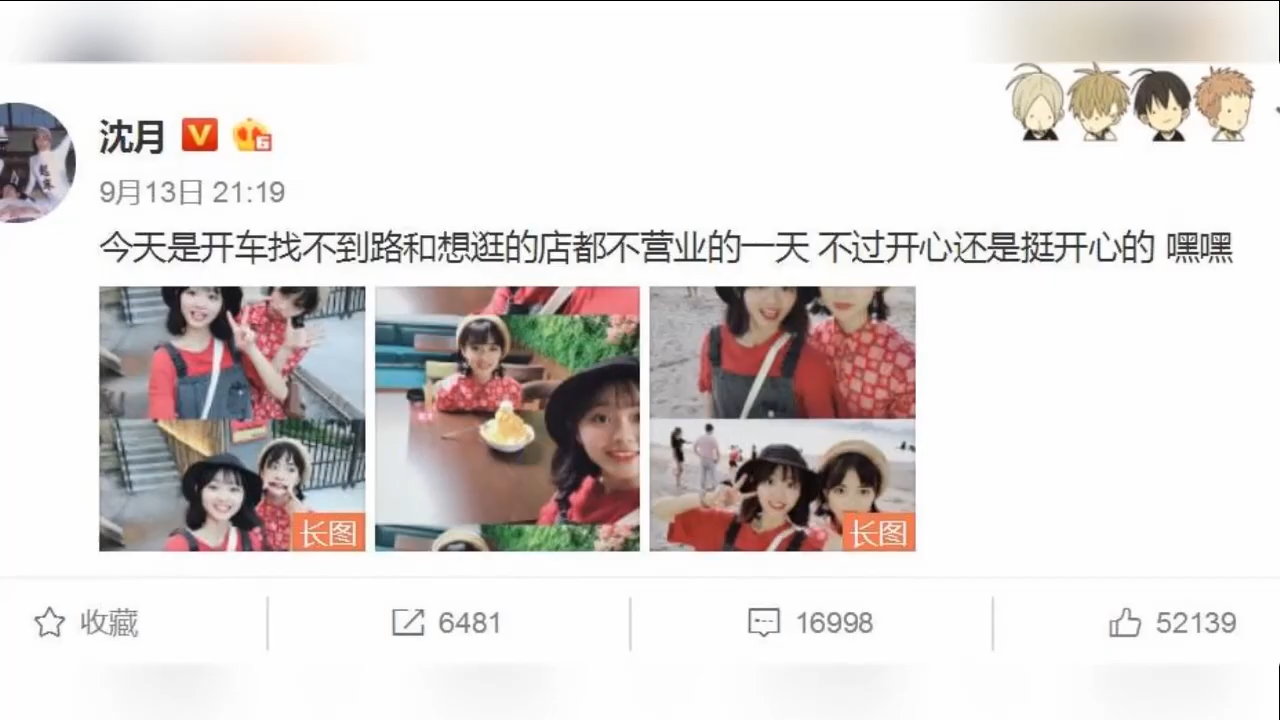 沈月
9月13日 21:19
今天是开车找不到路和想逛的店都不营业的一天 不过开心还是挺开心的 嘿嘿
长图
长图
收藏
6481
16998
52139